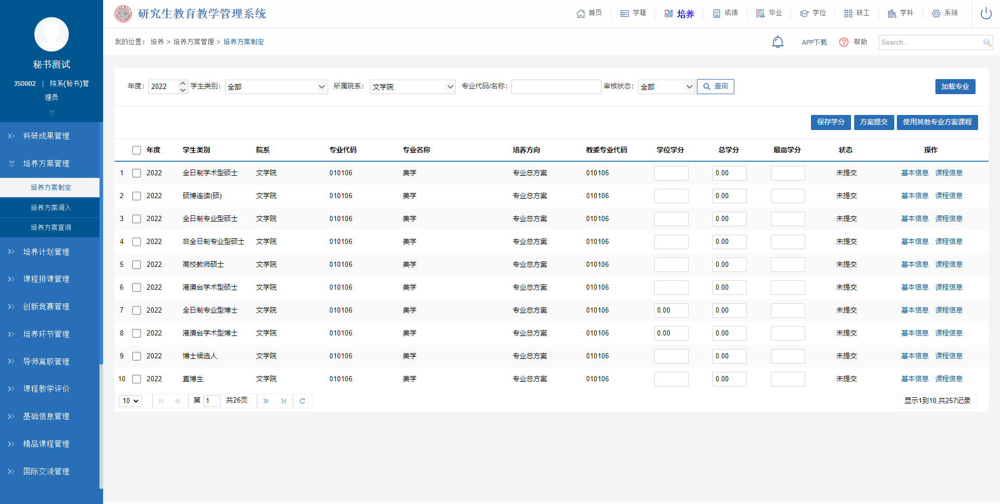 研究生教育教学管理系统
首页 学籍 培养 成绩 毕业 学位 研工 学科 系统
秘书测试
JS0002 | 院系(秘书)管理员
科研成果管理
培养方案管理
培养方案制定
培养方案调入
培养方案查询
培养计划管理
课程排课管理
创新竞赛管理
培养环节管理
导师离职管理
课程教学评价
基础信息管理
精品课程管理
国际交流管理
我的位置： 培养 > 培养方案管理 > 培养方案制定
APP下载 帮助 Search...
年度： 2022 学生类别： 全部 所属院系： 文学院 专业代码/名称： 审核状态： 全部 查询 加载专业
保存学分 方案提交 使用其他专业方案课程
年度 学生类别 院系 专业代码 专业名称 培养方向 教委专业代码 学位学分 总学分 最高学分 状态 操作
1 2022 全日制学术型硕士 文学院 010106 美学 专业总方案 010106 0.00 未提交 基本信息 课程信息
2 2022 硕博连读(硕) 文学院 010106 美学 专业总方案 010106 0.00 未提交 基本信息 课程信息
3 2022 全日制专业型硕士 文学院 010106 美学 专业总方案 010106 0.00 未提交 基本信息 课程信息
4 2022 非全日制专业型硕士 文学院 010106 美学 专业总方案 010106 0.00 未提交 基本信息 课程信息
5 2022 高校教师硕士 文学院 010106 美学 专业总方案 010106 0.00 未提交 基本信息 课程信息
6 2022 港澳台学术型硕士 文学院 010106 美学 专业总方案 010106 0.00 未提交 基本信息 课程信息
7 2022 全日制专业型博士 文学院 010106 美学 专业总方案 010106 0.00 0.00 未提交 基本信息 课程信息
8 2022 港澳台学术型博士 文学院 010106 美学 专业总方案 010106 0.00 0.00 未提交 基本信息 课程信息
9 2022 博士候选人 文学院 010106 美学 专业总方案 010106 0.00 未提交 基本信息 课程信息
10 2022 直博生 文学院 010106 美学 专业总方案 010106 0.00 未提交 基本信息 课程信息
10 第 1 共26页 显示1到10,共257记录